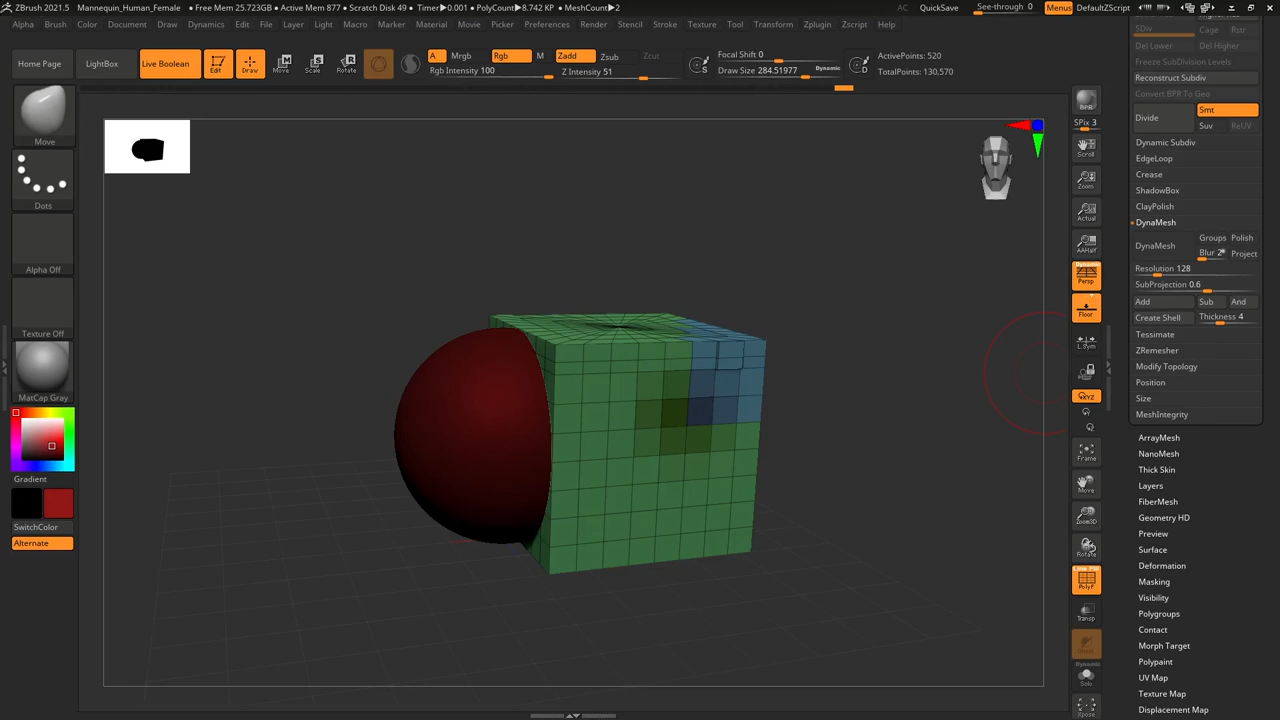 ZBrush 2021.5 Mannequin_Human_Female • Free Mem 25.723GB • Active Mem 877 • Scratch Disk 49 • Timer▶0.001 • PolyCount▶8.742 KP • MeshCount▶2 AC QuickSave See-through 0 Menus DefaultZScript
Alpha Brush Color Document Draw Dynamics Edit File Layer Light Macro Marker Material Movie Picker Preferences Render Stencil Stroke Texture Tool Transform Zplugin Zscript Help
Home Page LightBox Live Boolean Edit Draw Move Scale Rotate
A Mrgb Rgb M Zadd Zsub Zcut
Rgb Intensity 100 Z Intensity 51
S Focal Shift 0
Draw Size 284.51977 Dynamic
D ActivePoints: 520
TotalPoints: 130,570
Move
Dots
Alpha Off
Texture Off
MatCap Gray
Gradient
SwitchColor
Alternate
BPR
SPix 3
Scroll
Zoom
Actual
AAHalf
Dynamic
Persp
Floor
L.Sym
XYZ
Frame
Move
Zoom3D
Rotate
Line Fill
PolyF
Transp
Dynamic
Solo
Xpose
SDiv Cage Rstr
Del Lower Del Higher
Freeze SubDivision Levels
Reconstruct Subdiv
Convert BPR To Geo
Divide Smt
Suv ReUV
Dynamic Subdiv
EdgeLoop
Crease
ShadowBox
ClayPolish
DynaMesh
DynaMesh Groups Polish
Blur 2 Project
Resolution 128
SubProjection 0.6
Add Sub And
Create Shell Thickness 4
Tessimate
ZRemesher
Modify Topology
Position
Size
MeshIntegrity
ArrayMesh
NanoMesh
Thick Skin
Layers
FiberMesh
Geometry HD
Preview
Surface
Deformation
Masking
Visibility
Polygroups
Contact
Morph Target
Polypaint
UV Map
Texture Map
Displacement Map